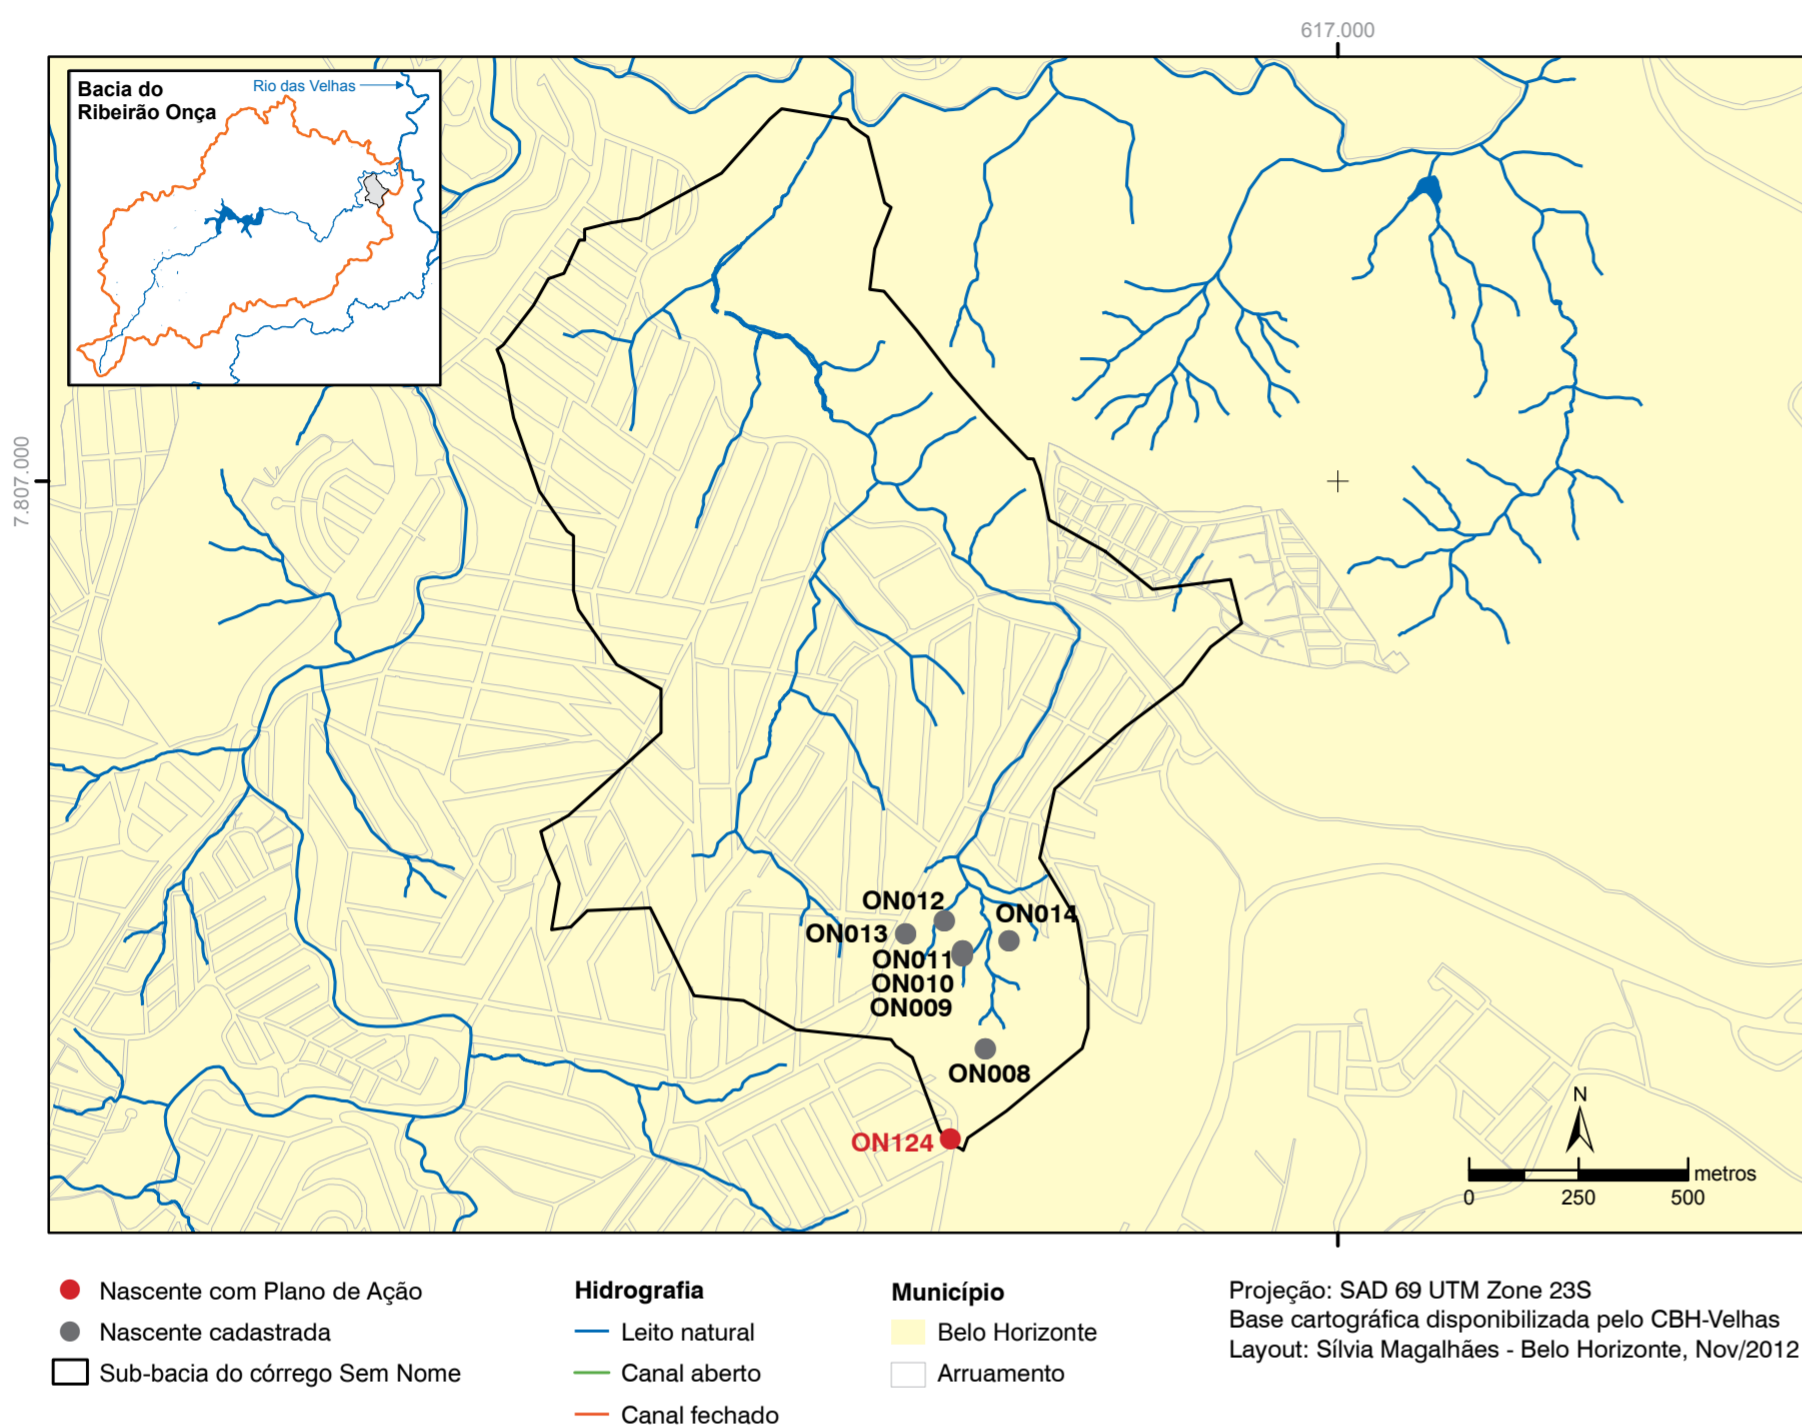 617.000
Bacia do
Ribeirão Onça
Rio das Velhas
7.807.000
ON012
ON014
ON013
ON011
ON010
ON009
ON008
ON124
N
metros
0 250 500
Nascente com Plano de Ação
Nascente cadastrada
Sub-bacia do córrego Sem Nome
Hidrografia
Leito natural
Canal aberto
Canal fechado
Município
Belo Horizonte
Arruamento
Projeção: SAD 69 UTM Zone 23S
Base cartográfica disponibilizada pelo CBH-Velhas
Layout: Sílvia Magalhães - Belo Horizonte, Nov/2012